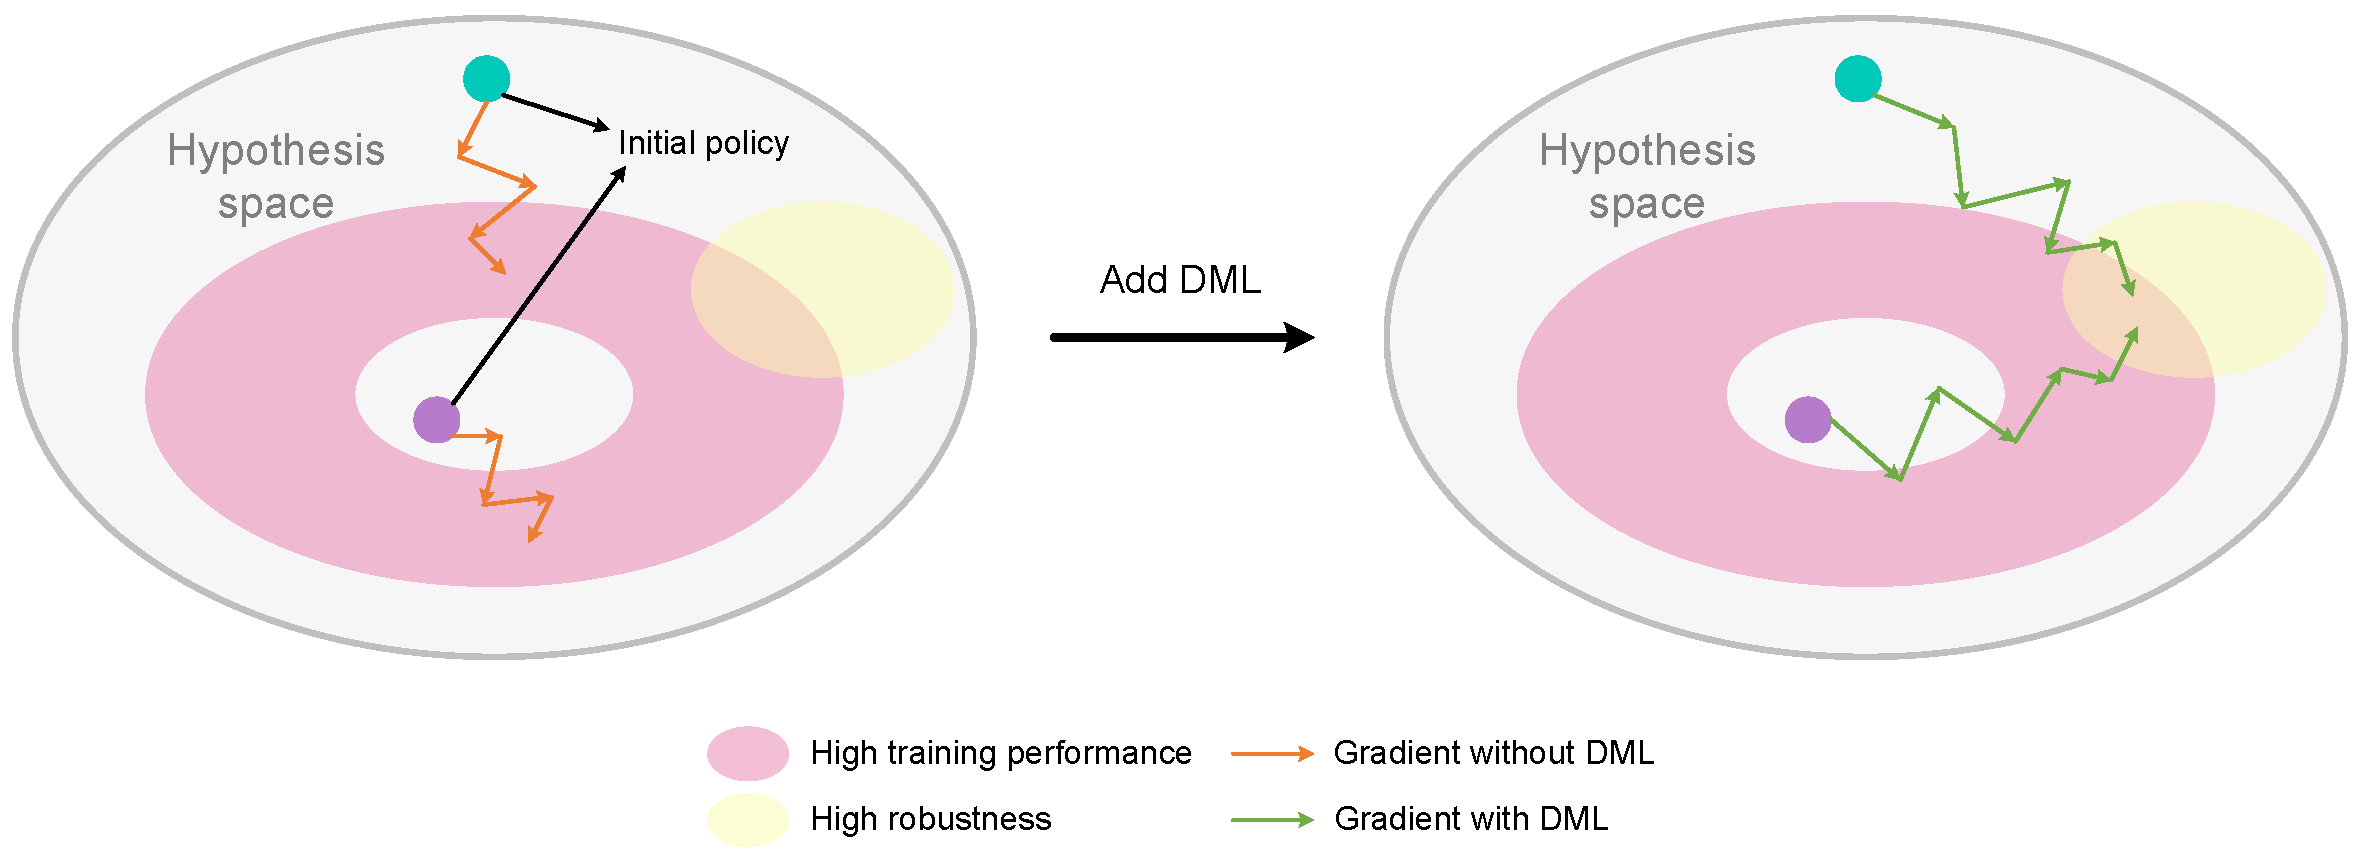 Hypothesis
space
Initial policy
Add DML
Hypothesis
space
High training performance
Gradient without DML
High robustness
Gradient with DML